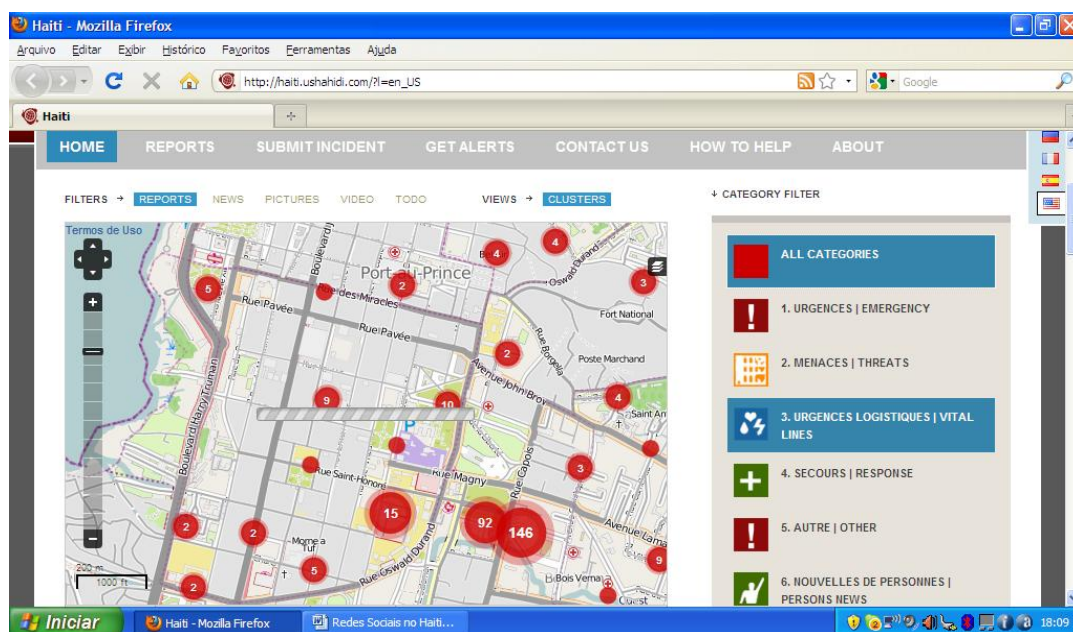 Haiti - Mozilla Firefox
Arquivo Editar Exibir Histórico Favoritos Ferramentas Ajuda
http://haiti.ushahidi.com/?l=en_US
Google
Haiti
HOME REPORTS SUBMIT INCIDENT GET ALERTS CONTACT US HOW TO HELP ABOUT
FILTERS → REPORTS NEWS PICTURES VIDEO TODO VIEWS → CLUSTERS
↓ CATEGORY FILTER
Termos de Uso
Port-au-Prince
Boulevard
Oswald Durand
4
4
3
5
2
Rue des Miracles
Rue Pavée
Rue Pavée
Fort National
Rue Borgella
2
Poste Marchand
Avenue John Brown
Boulevard Harry Truman
9
10
4
P
3
Rue Saint-Honoré
Rue Magny
Rue Capois
15
92
146
2
2
Rue Oswald Durand
5
9
2
200 m
1000 ft
ALL CATEGORIES
1. URGENCES | EMERGENCY
2. MENACES | THREATS
3. URGENCES LOGISTIQUES | VITAL
LINES
4. SECOURS | RESPONSE
5. AUTRE | OTHER
6. NOUVELLES DE PERSONNES |
PERSONS NEWS
Iniciar
Haiti - Mozilla Firefox
Redes Sociais no Haiti...
18:09